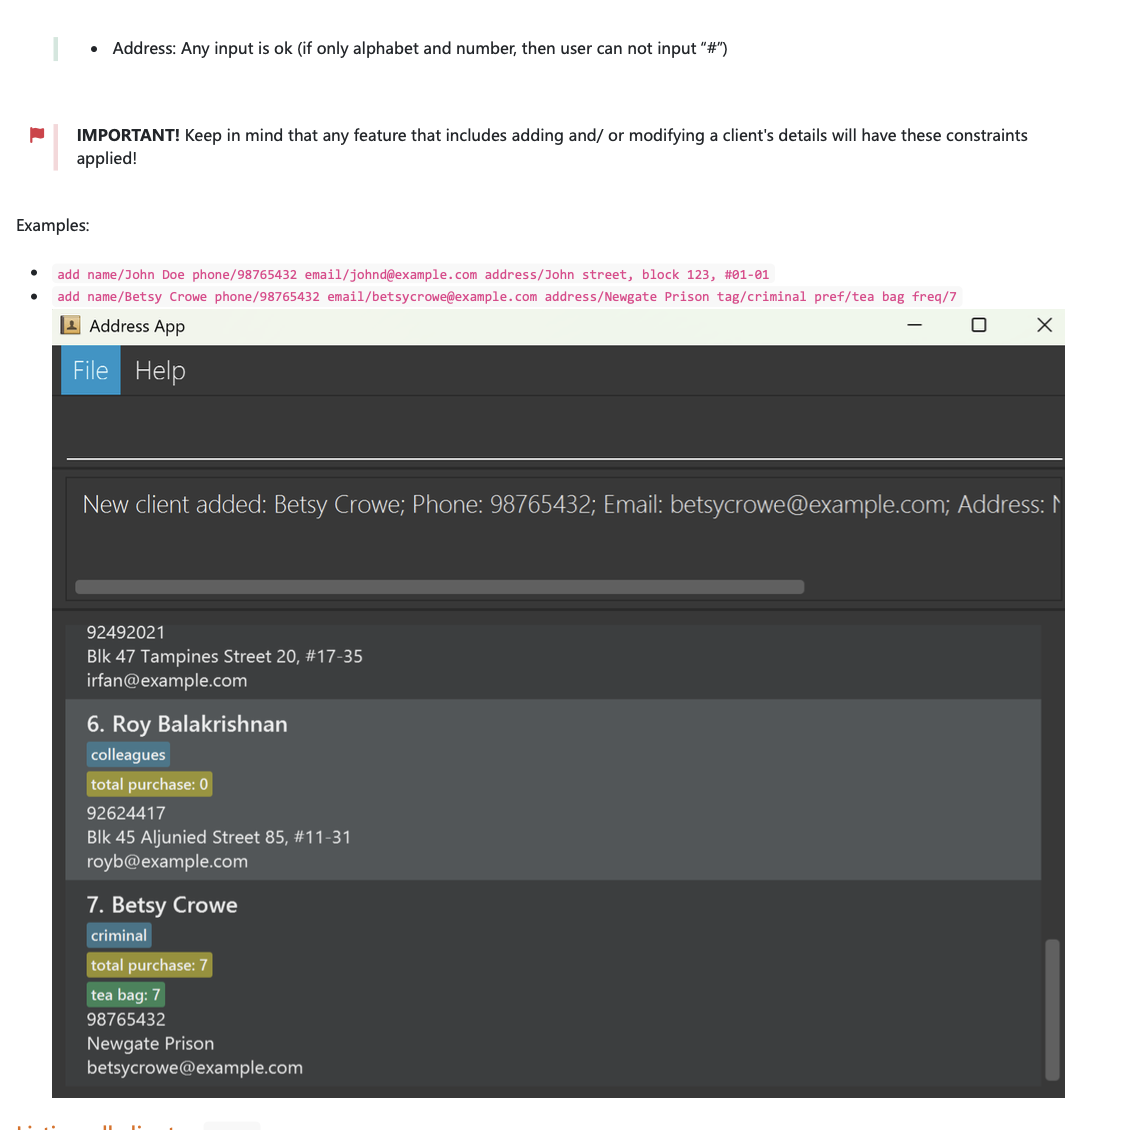 Address: Any input is ok (if only alphabet and number, then user can not input “#”)
IMPORTANT! Keep in mind that any feature that includes adding and/ or modifying a client's details will have these constraints
applied!
Examples:
add name/John Doe phone/98765432 email/johnd@example.com address/John street, block 123, #01-01
add name/Betsy Crowe phone/98765432 email/betsycrowe@example.com address/Newgate Prison tag/criminal pref/tea bag freq/7
Address App
File Help
New client added: Betsy Crowe; Phone: 98765432; Email: betsycrowe@example.com; Address:
92492021
Blk 47 Tampines Street 20, #17-35
irfan@example.com
6. Roy Balakrishnan
colleagues
total purchase: 0
92624417
Blk 45 Aljunied Street 85, #11-31
royb@example.com
7. Betsy Crowe
criminal
total purchase: 7
tea bag: 7
98765432
Newgate Prison
betsycrowe@example.com